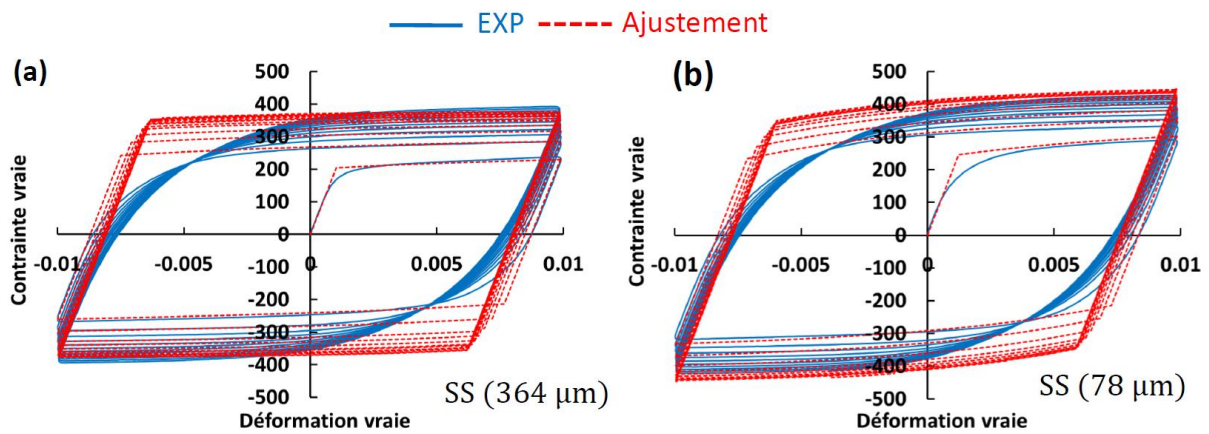 EXP Ajustement
(a)
500
400
300
200
100
0
-100
-200
-300
-400
-500
-0.01 -0.005 0 0.005 0.01
Contrainte vraie
Déformation vraie
SS (364 μm)
(b)
500
400
300
200
100
0
-100
-200
-300
-400
-500
-0.01 -0.005 0 0.005 0.01
Contrainte vraie
Déformation vraie
SS (78 μm)